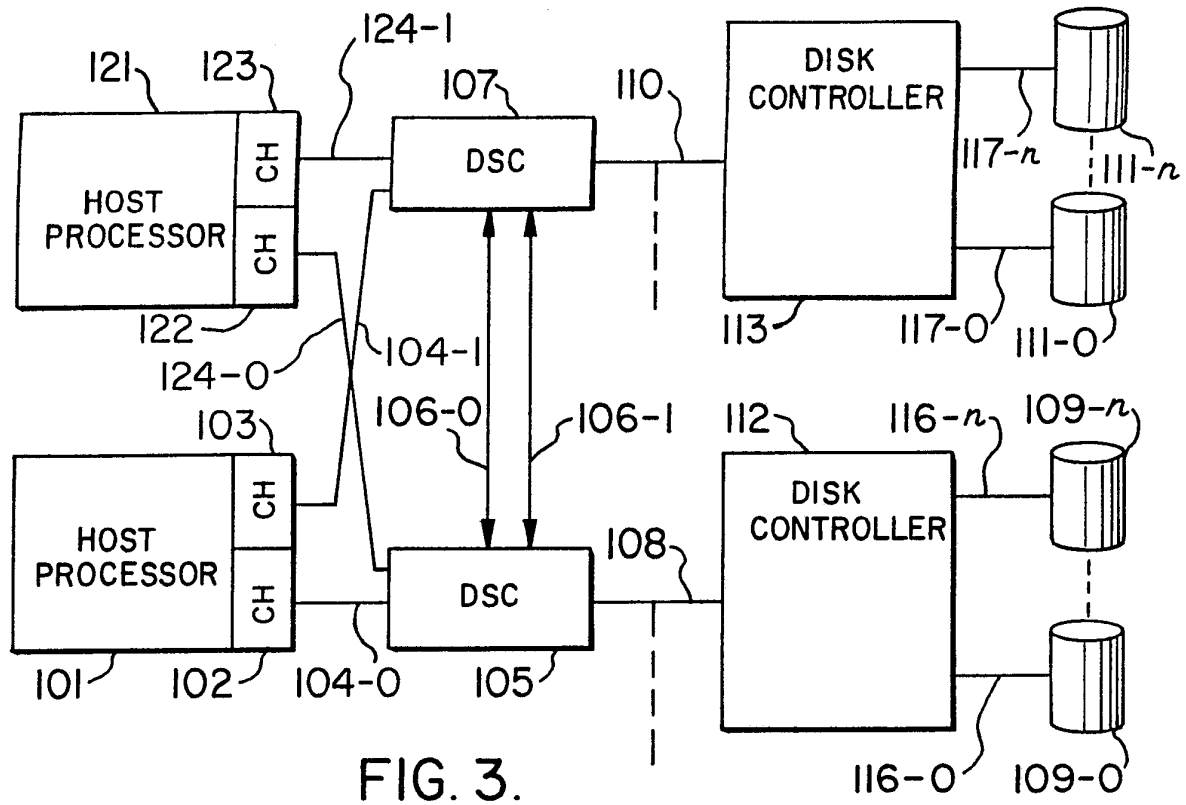 124-1
121
123
107
110
DISK
CONTROLLER
CH
DSC
HOST
PROCESSOR
CH
117-n
111-n
122
124-0
104-1
113
117-0
111-0
106-0
106-1
103
112
116-n
109-n
CH
DISK
CONTROLLER
HOST
PROCESSOR
CH
DSC
108
101
102
104-0
105
116-0
109-0
FIG. 3.